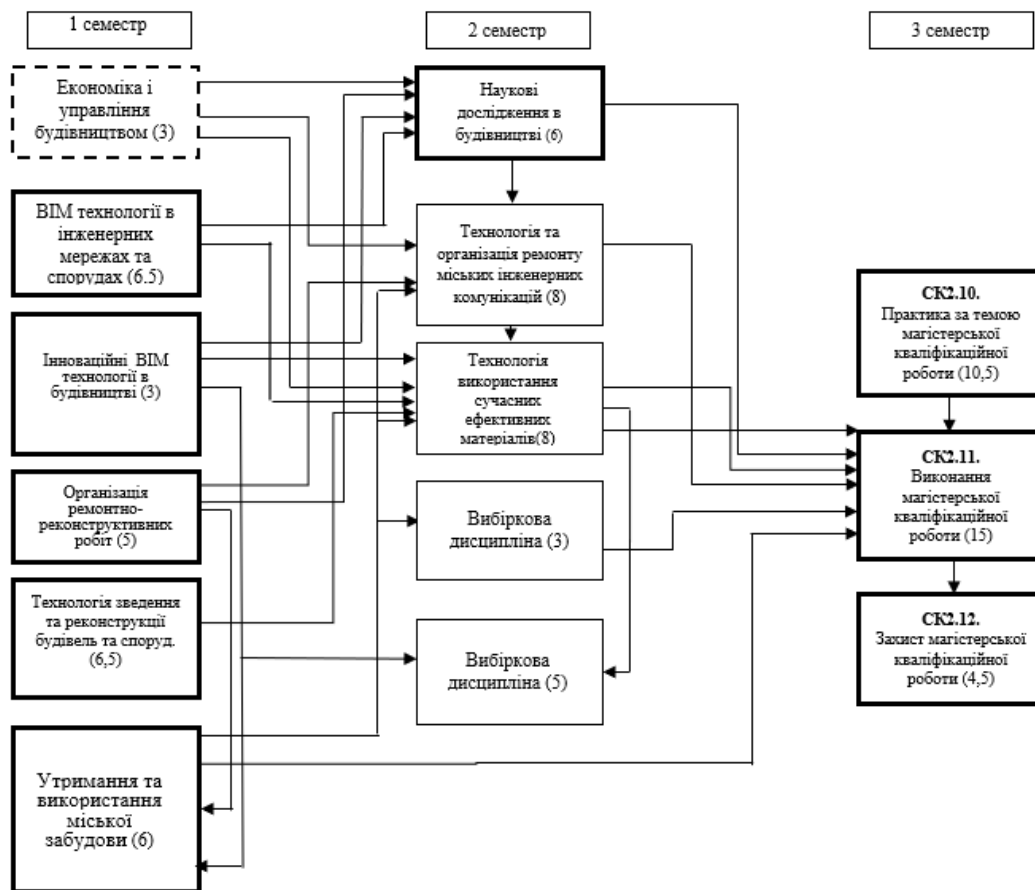 1 семестр
2 семестр
3 семестр
Економіка і
управління
будівництвом (3)
ВІМ технології в
інженерних
мережах та
спорудах (6.5)
Інноваційні ВІМ
технології в
будівництві (3)
Організація
ремонтно-
реконструктивних
робіт (5)
Технологія зведення
та реконструкції
будівель та споруд.
(6,5)
Утримання та
використання
міської
забудови (6)
Наукові
дослідження в
будівництві (6)
Технологія та
організація ремонту
міських інженерних
комунікацій (8)
Технологія
використання
сучасних
ефективних
матеріалів(8)
Вибіркова
дисципліна (3)
Вибіркова
дисципліна (5)
СК2.10.
Практика за темою
магістерської
кваліфікаційної
роботи (10,5)
СК2.11.
Виконання
магістерської
кваліфікаційної
роботи (15)
СК2.12.
Захист магістерської
кваліфікаційної
роботи (4,5)